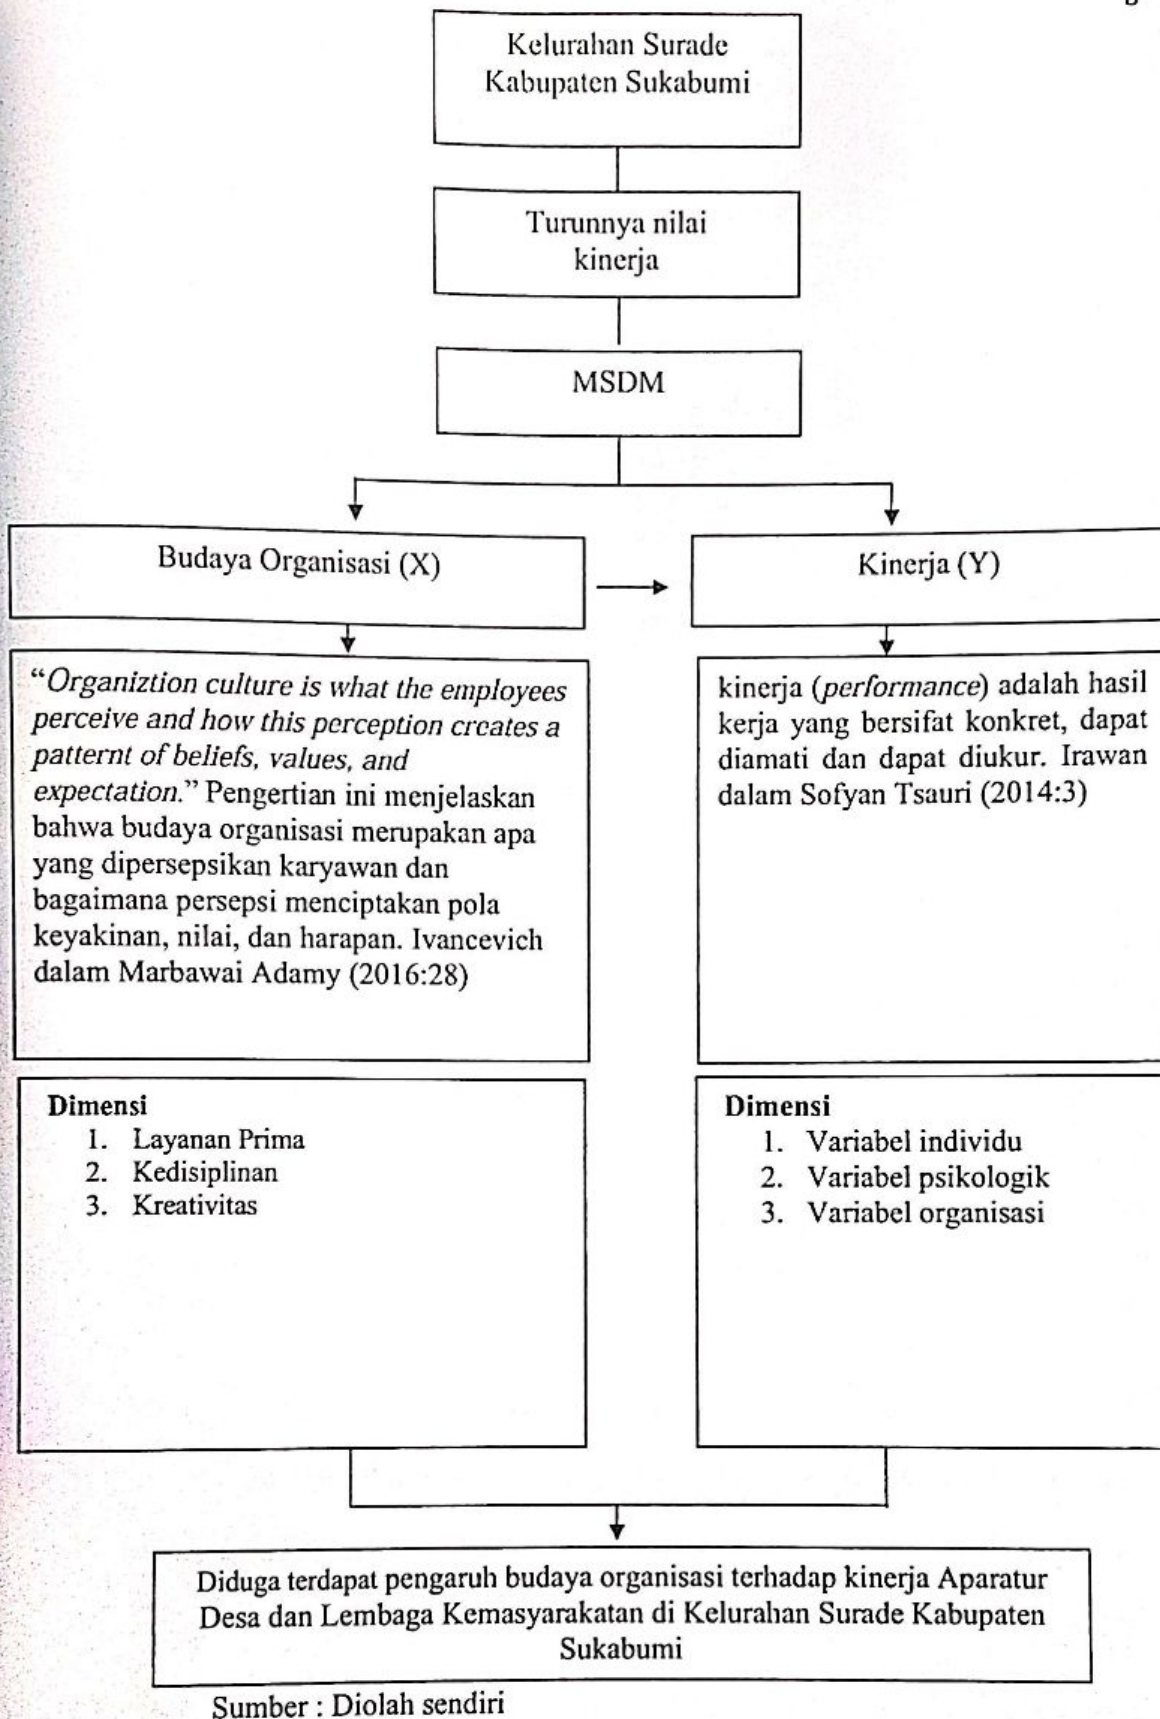 Kelurahan Surade
Kabupaten Sukabumi
Turunnya nilai
kinerja
MSDM
Budaya Organisasi (X)
Kinerja (Y)
“Organiztion culture is what the employees
perceive and how this perception creates a
patternt of beliefs, values, and
expectation.” Pengertian ini menjelaskan
bahwa budaya organisasi merupakan apa
yang dipersepsikan karyawan dan
bagaimana persepsi menciptakan pola
keyakinan, nilai, dan harapan. Ivancevich
dalam Marbawai Adamy (2016:28)
kinerja (performance) adalah hasil
kerja yang bersifat konkret, dapat
diamati dan dapat diukur. Irawan
dalam Sofyan Tsauri (2014:3)
Dimensi
1. Layanan Prima
2. Kedisiplinan
3. Kreativitas
Dimensi
1. Variabel individu
2. Variabel psikologik
3. Variabel organisasi
Diduga terdapat pengaruh budaya organisasi terhadap kinerja Aparatur
Desa dan Lembaga Kemasyarakatan di Kelurahan Surade Kabupaten
Sukabumi
Sumber : Diolah sendiri